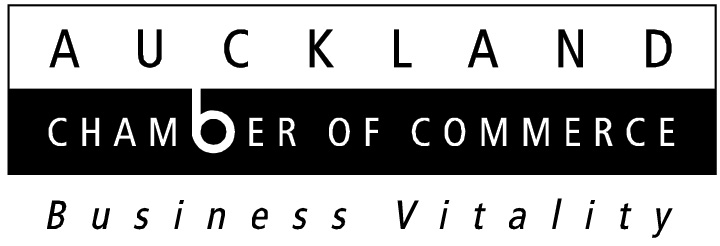 AUCKLAND
CHAMbER OF COMMERCE
Business Vitality